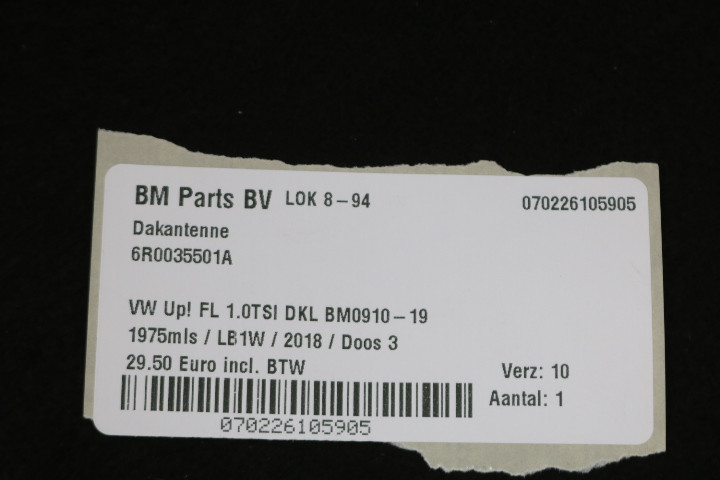 BM Parts BV LOK 8-94 070226105905
Dakantenne
6R0035501A
VW Up! FL 1.0TSI DKL BM0910-19
1975mls / LB1W / 2018 / Doos 3
29.50 Euro incl. BTW Verz: 10
Aantal: 1
070226105905